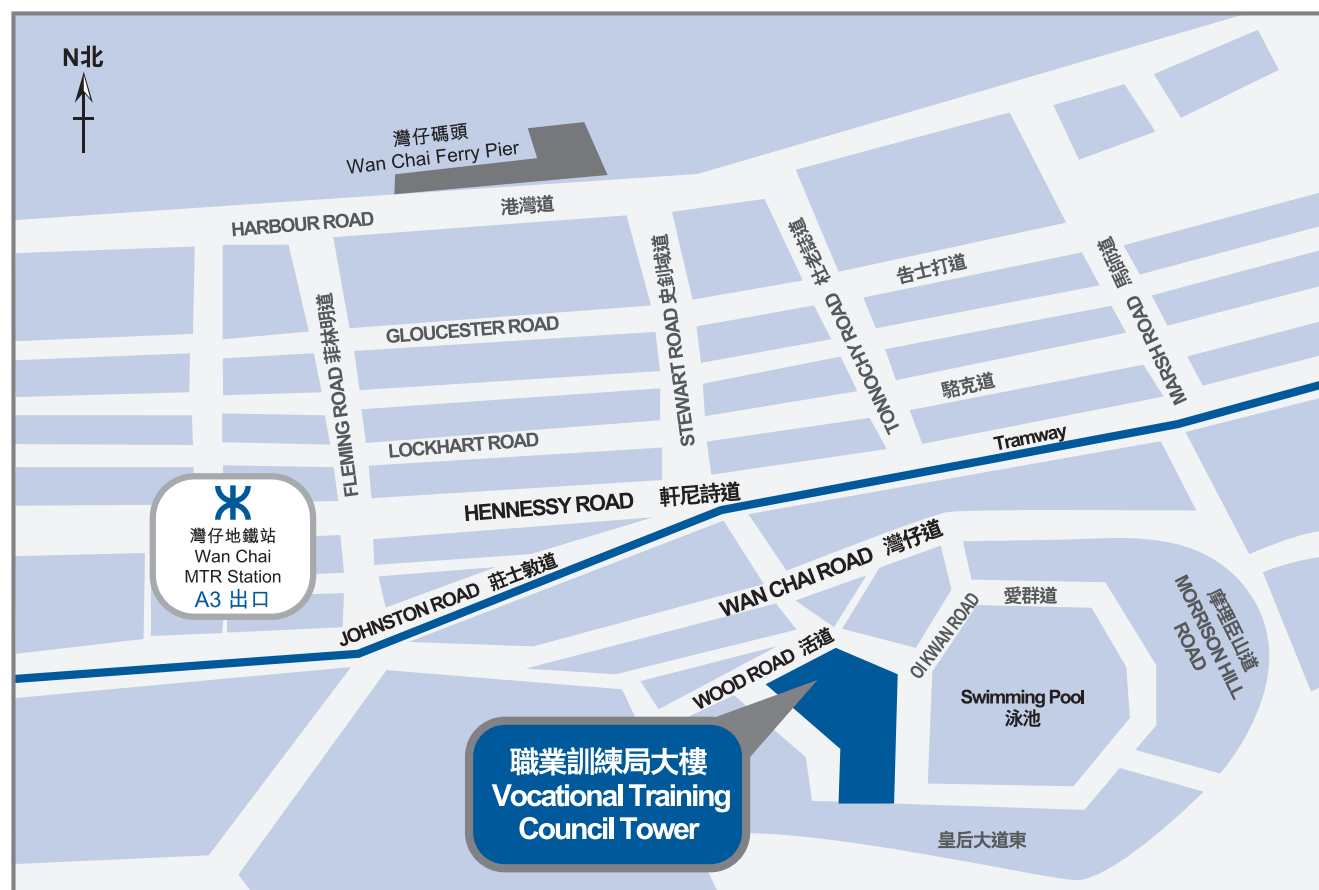 N北
灣仔碼頭
Wan Chai Ferry Pier
HARBOUR ROAD 港灣道
FLEMING ROAD 菲林明道
STEWART ROAD 史釗域道
TONNOCHY ROAD 杜老誌道
MARSH ROAD 馬師道
GLOUCESTER ROAD 告士打道
LOCKHART ROAD 駱克道
Tramway
HENNESSY ROAD 軒尼詩道
灣仔地鐵站
Wan Chai
MTR Station
A3 出口
JOHNSTON ROAD 莊士敦道
WAN CHAI ROAD 灣仔道
WOOD ROAD 活道
OI KWAN ROAD 愛群道
摩理臣山道
MORRISON HILL
ROAD
Swimming Pool
泳池
職業訓練局大樓
Vocational Training
Council Tower
皇后大道東